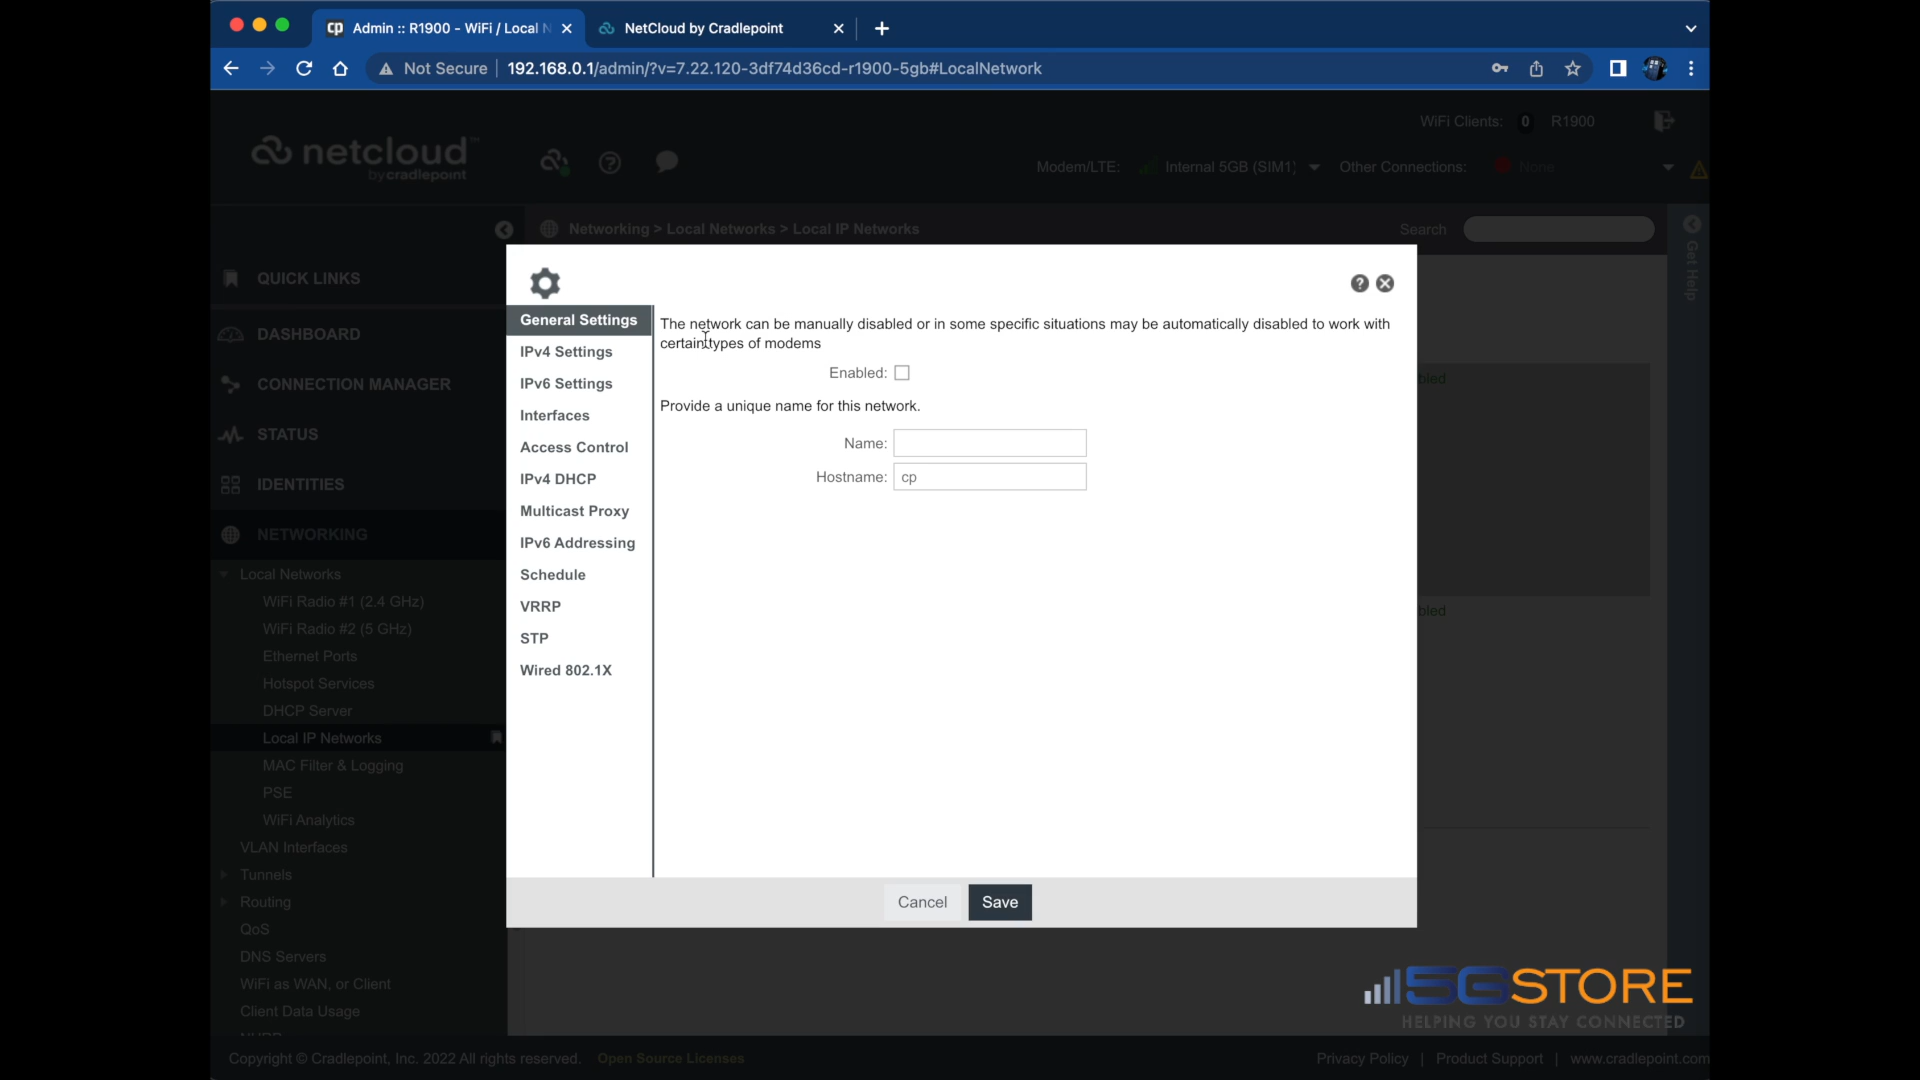 cp Admin :: R1900 - WiFi / Local N
NetCloud by Cradlepoint
Not Secure 192.168.0.1/admin/?v=7.22.120-3df74d36cd-r1900-5gb#LocalNetwork
netcloud™
by cradlepoint
WiFi Clients: 0 R1900
Modem/LTE: Internal 5GB (SIM1) Other Connections: None
Networking > Local Networks > Local IP Networks
Search
Get Help
QUICK LINKS
DASHBOARD
CONNECTION MANAGER
STATUS
IDENTITIES
NETWORKING
Local Networks
WiFi Radio #1 (2.4 GHz)
WiFi Radio #2 (5 GHz)
Ethernet Ports
Hotspot Services
DHCP Server
Local IP Networks
MAC Filter & Logging
PSE
WiFi Analytics
VLAN Interfaces
Tunnels
Routing
QoS
DNS Servers
WiFi as WAN, or Client
Client Data Usage
General Settings
IPv4 Settings
IPv6 Settings
Interfaces
Access Control
IPv4 DHCP
Multicast Proxy
IPv6 Addressing
Schedule
VRRP
STP
Wired 802.1X
The network can be manually disabled or in some specific situations may be automatically disabled to work with
certain types of modems
Enabled:
Provide a unique name for this network.
Name:
Hostname: cp
bled
bled
Cancel Save
5GSTORE
HELPING YOU STAY CONNECTED
Copyright © Cradlepoint, Inc. 2022 All rights reserved. Open Source Licenses
Privacy Policy | Product Support | www.cradlepoint.com